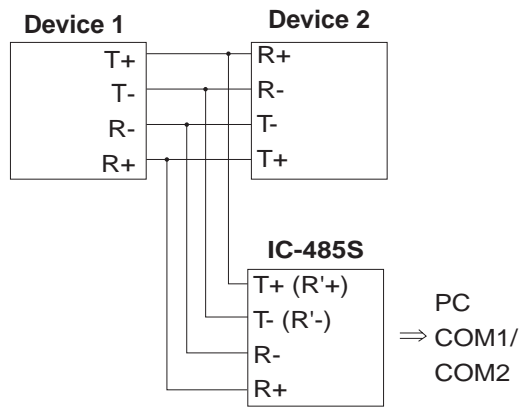 Device 1
T+
T-
R-
R+
Device 2
R+
R-
T-
T+
IC-485S
T+ (R'+)
T- (R'-)
R-
R+
⇒
PC
COM1/
COM2